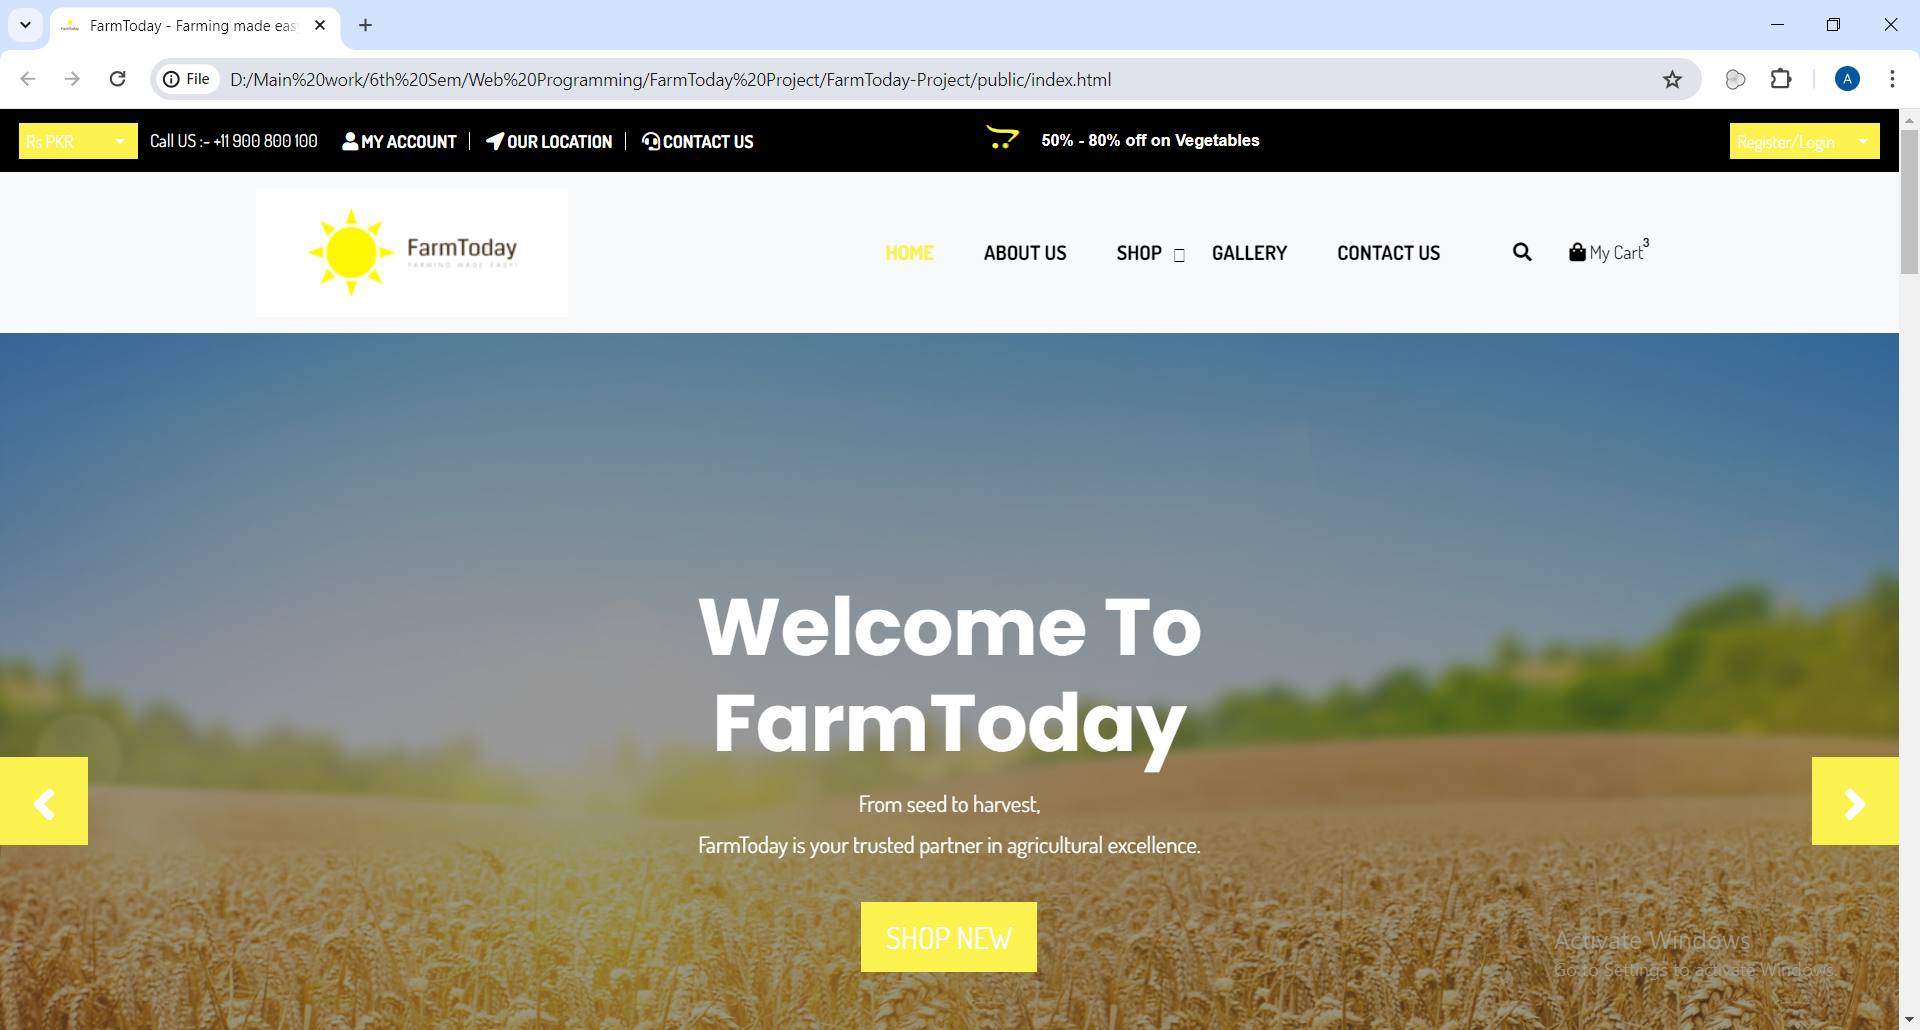 FarmToday - Farming made eas
File
D:/Main%20work/6th%20Sem/Web%20Programming/FarmToday%20Project/FarmToday-Project/public/index.html
A
Rs PKR
Call US :- +11 900 800 100
MY ACCOUNT
OUR LOCATION
CONTACT US
50% - 80% off on Vegetables
Register/Login
FarmToday
FARMING MADE EASY!
HOME
ABOUT US
SHOP
GALLERY
CONTACT US
My Cart 3
Welcome To
FarmToday
From seed to harvest,
FarmToday is your trusted partner in agricultural excellence.
SHOP NEW
Activate Windows
Go to Settings to activate Windows.